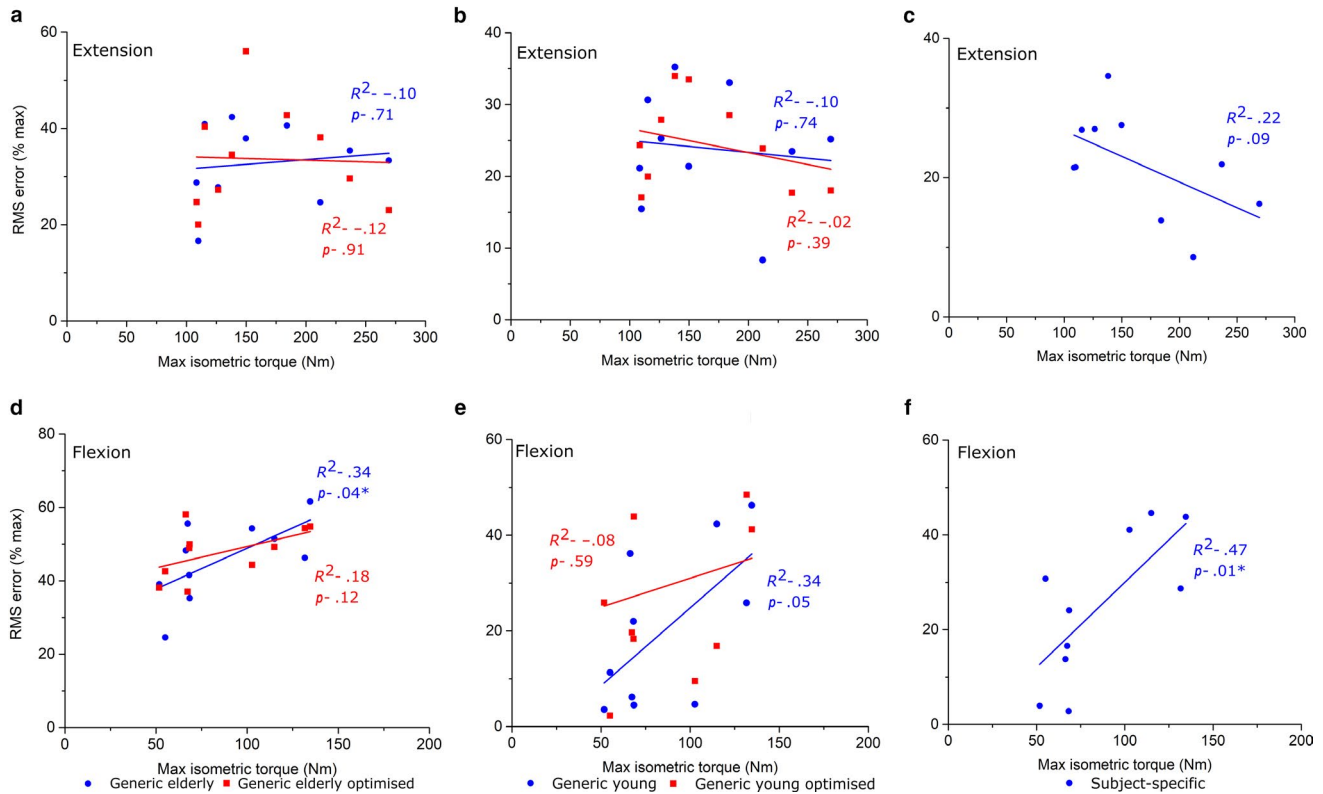 a
Extension
RMS error (% max)
60
40
20
0
R2- –.10
p- .71
R2- –.12
p- .91
0 50 100 150 200 250 300
Max isometric torque (Nm)
b
Extension
40
30
20
10
0
R2- –.10
p- .74
R2- –.02
p- .39
0 50 100 150 200 250 300
Max isometric torque (Nm)
c
Extension
40
30
20
10
0
R2- .22
p- .09
0 50 100 150 200 250 300
Max isometric torque (Nm)
d
Flexion
RMS error (% max)
80
60
40
20
0
R2- .34
p- .04*
R2- .18
p- .12
0 50 100 150 200
Max isometric torque (Nm)
Generic elderly Generic elderly optimised
e
Flexion
60
40
20
0
R2- –.08
p- .59
R2- .34
p- .05
0 50 100 150 200
Max isometric torque (Nm)
Generic young Generic young optimised
f
Flexion
60
40
20
0
R2- .47
p- .01*
0 50 100 150 200
Max isometric torque (Nm)
Subject-specific